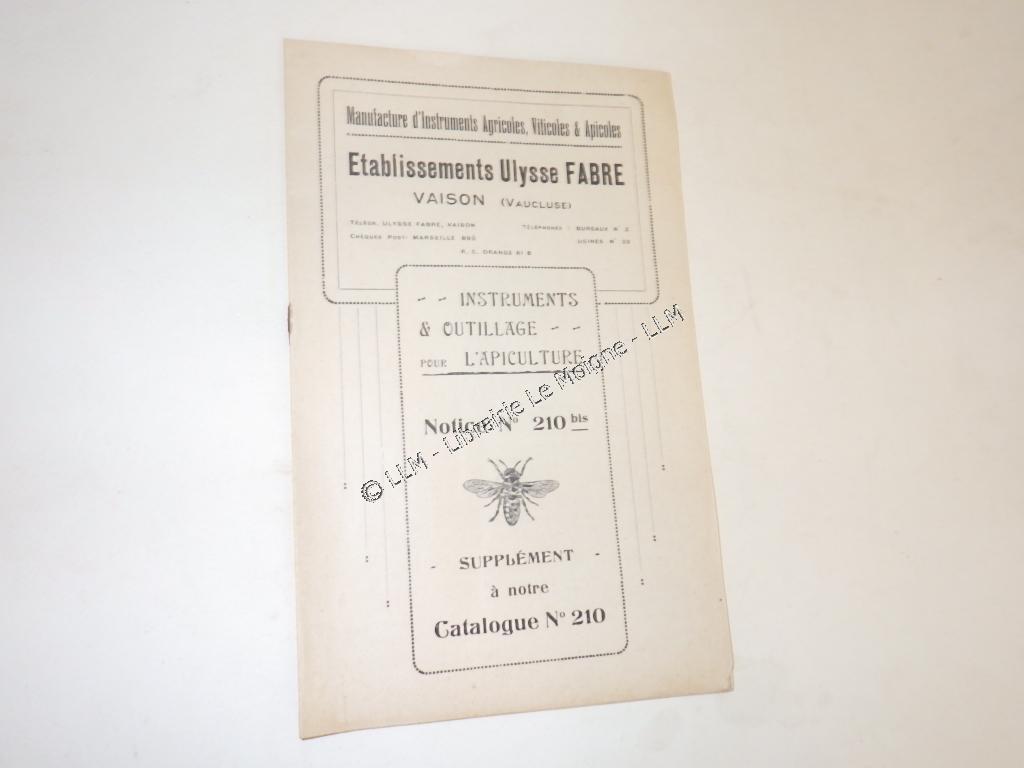 Manufacture d'Instruments Agricoles, Viticoles & Apicoles
Etablissements Ulysse FABRE
VAISON (VAUCLUSE)
TÉLÉGR. ULYSSE FABRE, VAISON
CHÈQUES POST: MARSEILLE
TÉLÉPHONES : BUREAUX N° 2
USINES N° 23
R. C. ORANGE
- - INSTRUMENTS
& OUTILLAGE - -
POUR L'APICULTURE
Notice N° 210 bis
© LLM - Librairie Le Moigne - LLM
- SUPPLÉMENT -
à notre
Catalogue N° 210